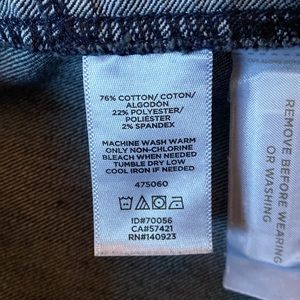 76% COTTON/ COTON/
ALGODÓN
22% POLYESTER/
POLIÉSTER
2% SPANDEX
MACHINE WASH WARM
ONLY NON-CHLORINE
BLEACH WHEN NEEDED
TUMBLE DRY LOW
COOL IRON IF NEEDED
475060
ID#70056
CA#57421
RN#140923
REMOVE BEFORE WEARING
OR WASHING